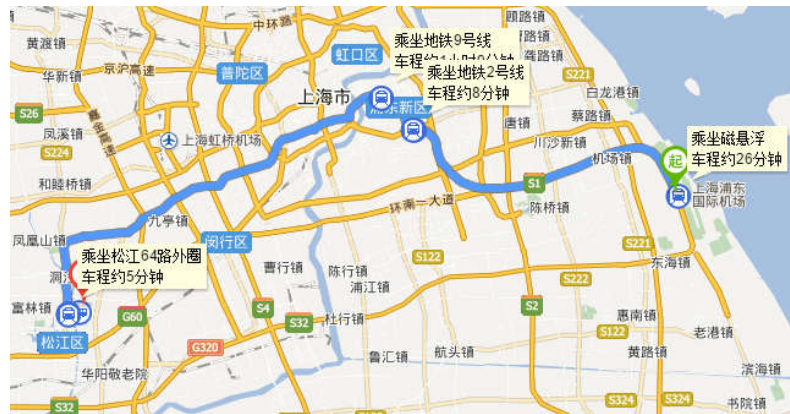 中环路
顾路镇
曹路镇
龚路镇
黄渡镇
京沪高速
普陀区
虹口区
乘坐地铁9号线
乘坐地铁2号线
车程约8分钟
华新镇
上海市
浦东新区
S221
白龙港镇
蔡路镇
S26
凤溪镇
S224
上海虹桥机场
唐镇
川沙新镇
机场镇
乘坐磁悬浮
车程约26分钟
起
上海浦东
国际机场
和睦桥镇
S1
陈桥镇
九亭镇
环南一大道
凤凰山镇
闵行区
乘坐松江64路外圈
车程约5分钟
曹行镇
陈行镇
S122
S221
东海镇
浦江镇
S222
富林镇
G60
S4
S32
杜行镇
S2
惠南镇
松江区
G320
S122
老港镇
华阳敬老院
鲁汇镇
航头镇
黄路镇
滨海镇
S32
S324
S324
书院镇